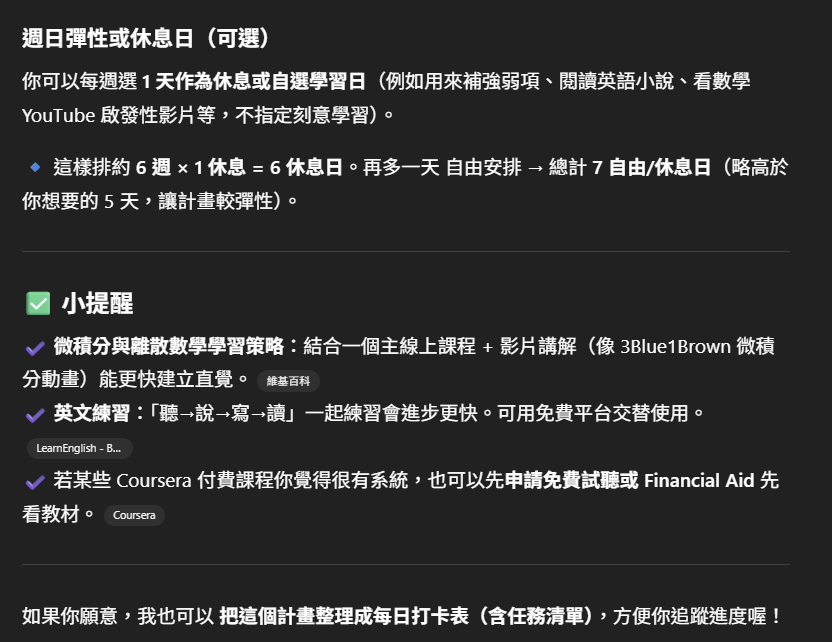 週日彈性或休息日（可選）
你可以每週選 1 天作為休息或自選學習日（例如用來補強弱項、閱讀英語小說、看數學
YouTube 啟發性影片等，不指定刻意學習）。
🔹 這樣排約 6 週 × 1 休息 = 6 休息日。再多一天 自由安排 → 總計 7 自由/休息日（略高於
你想要的 5 天，讓計畫較彈性）。
✅ 小提醒
✔ 微積分與離散數學學習策略：結合一個主線上課程 + 影片講解（像 3Blue1Brown 微積
分動畫）能更快建立直覺。 維基百科
✔ 英文練習：「聽→說→寫→讀」一起練習會進步更快。可用免費平台交替使用。
LearnEnglish - B...
✔ 若某些 Coursera 付費課程你覺得很有系統，也可以先申請免費試聽或 Financial Aid 先
看教材。 Coursera
如果你願意，我也可以 把這個計畫整理成每日打卡表（含任務清單），方便你追蹤進度喔！